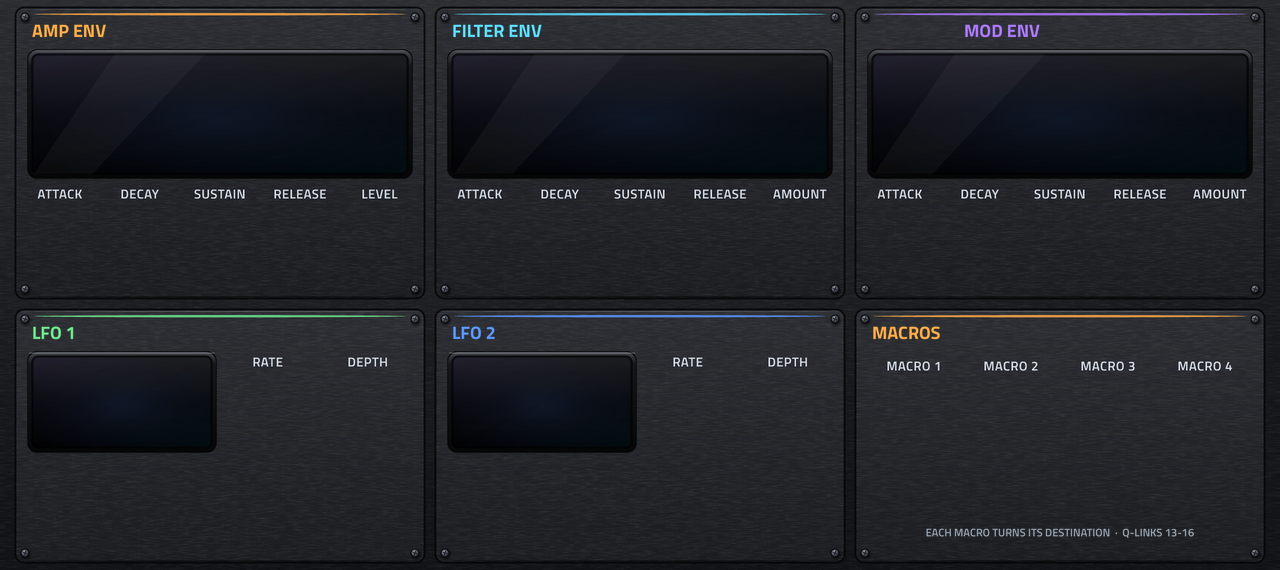 AMP ENV
FILTER ENV
MOD ENV
ATTACK DECAY SUSTAIN RELEASE LEVEL
ATTACK DECAY SUSTAIN RELEASE AMOUNT
ATTACK DECAY SUSTAIN RELEASE AMOUNT
LFO 1
LFO 2
MACROS
RATE DEPTH
RATE DEPTH
MACRO 1 MACRO 2 MACRO 3 MACRO 4
EACH MACRO TURNS ITS DESTINATION · Q-LINKS 13-16